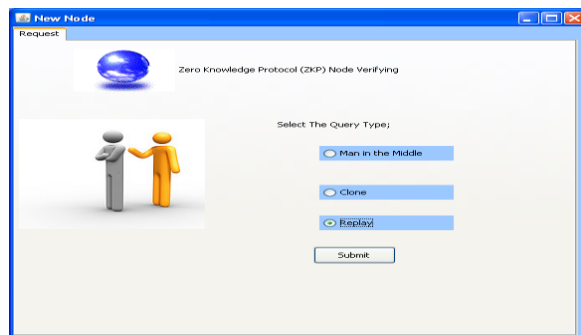 New Node
Request
Zero Knowledge Protocol (ZKP) Node Verifying
Select The Query Type;
Man in the Middle
Clone
Replay
Submit